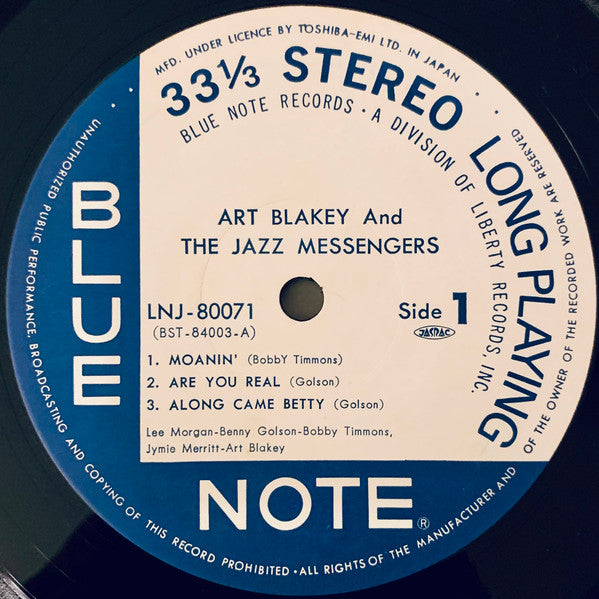 MFD. UNDER LICENCE BY TOSHIBA-EMI LTD. IN JAPAN
33⅓ STEREO LONG PLAYING
BLUE NOTE RECORDS · A DIVISION OF LIBERTY RECORDS, INC.
ART BLAKEY And
THE JAZZ MESSENGERS
LNJ-80071 Side 1
(BST-84003-A) JASRAC
1. MOANIN' (BobbY Timmons)
2. ARE YOU REAL (Golson)
3. ALONG CAME BETTY (Golson)
Lee Morgan-Benny Golson-Bobby Timmons,
Jymie Merritt-Art Blakey
BLUE
NOTE®
UNAUTHORIZED PUBLIC PERFORMANCE, BROADCASTING AND COPYING OF THIS RECORD PROHIBITED · ALL RIGHTS OF THE MANUFACTURER AND OF THE OWNER OF THE RECORDED WORK ARE RESERVED